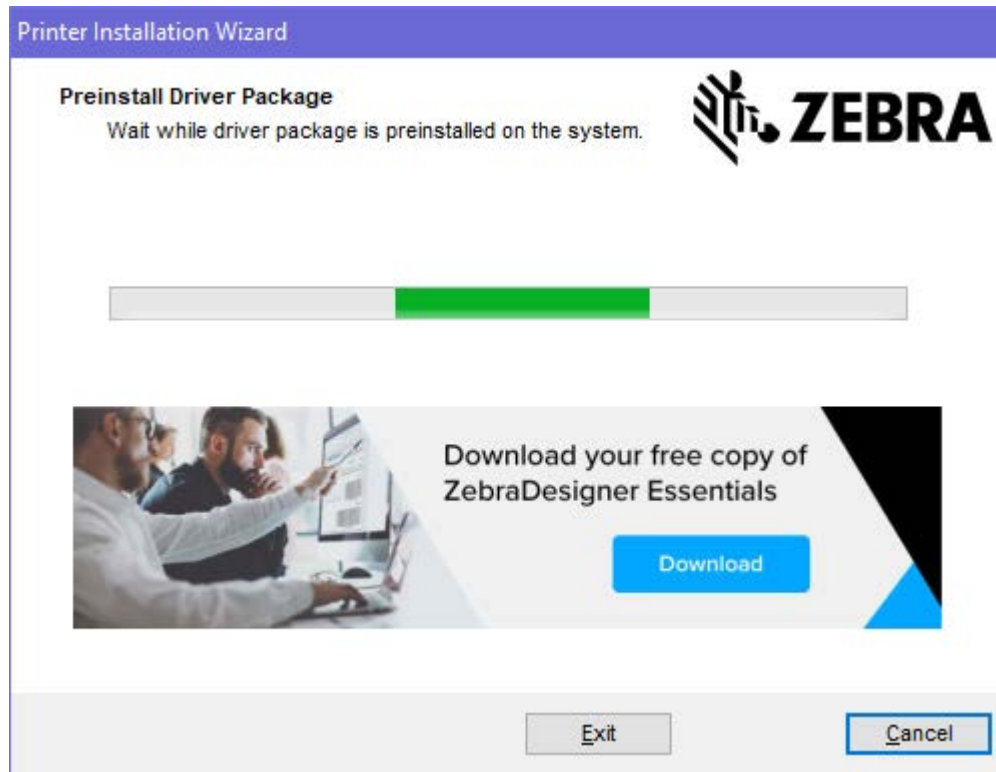 Printer Installation Wizard
Preinstall Driver Package
Wait while driver package is preinstalled on the system.
ZEBRA
Download your free copy of
ZebraDesigner Essentials
Download
Exit
Cancel